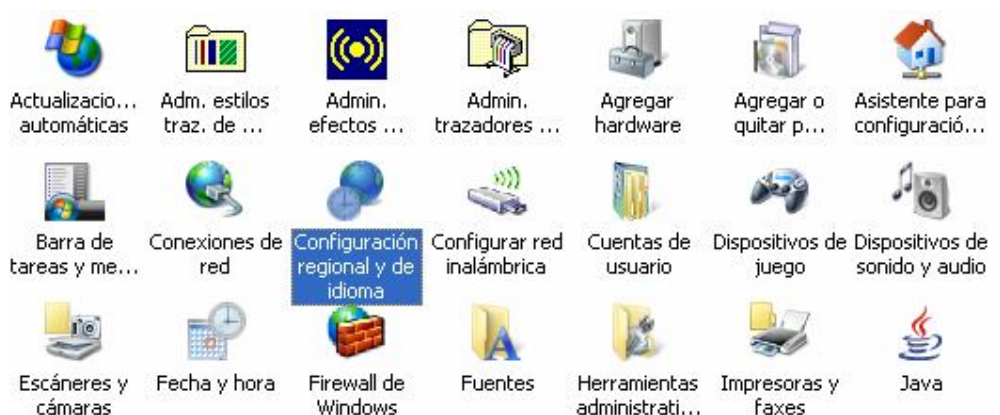 Actualizacio... Adm. estilos Admin. Admin. Agregar Agregar o Asistente para
automáticas traz. de ... efectos ... trazadores ... hardware quitar p... configuració...
Barra de Conexiones de Configuración Configurar red Cuentas de Dispositivos de Dispositivos de
tareas y me... red regional y de inalámbrica usuario juego sonido y audio
idioma
Escáneres y Fecha y hora Firewall de Fuentes Herramientas Impresoras y Java
cámaras Windows administrati... faxes